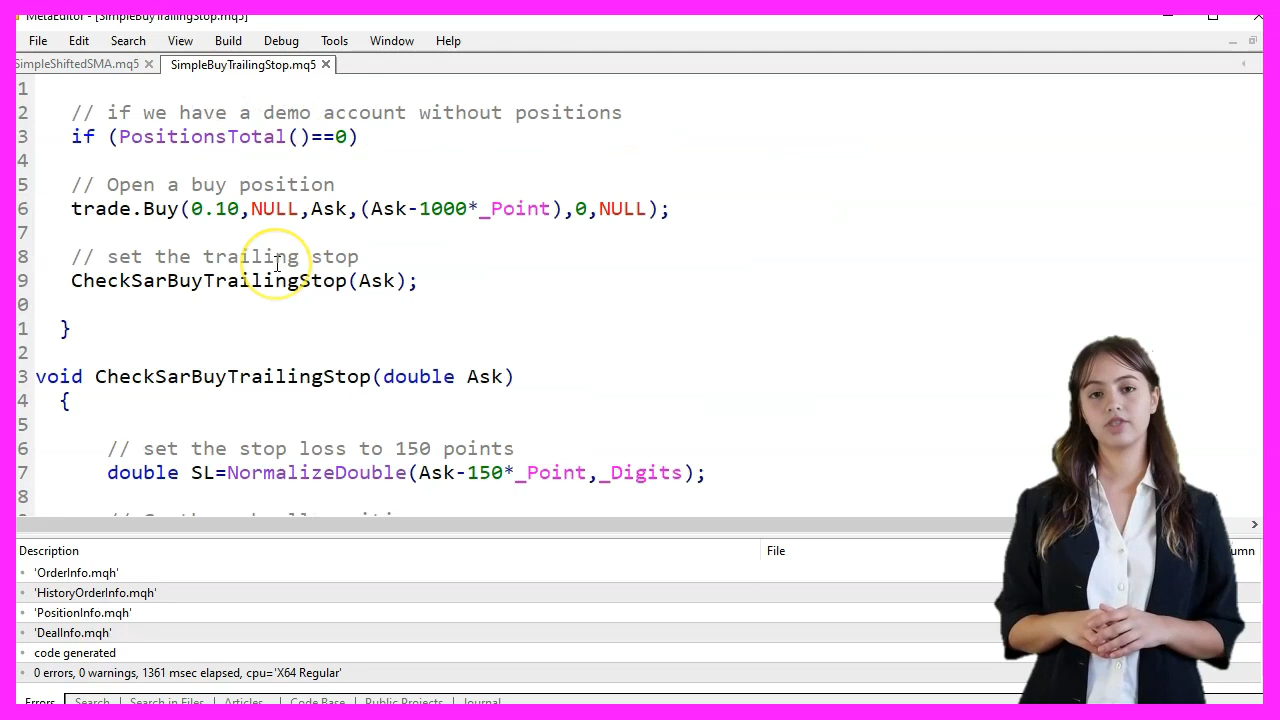 MetaEditor - [SimpleBuyTrailingStop.mq5]
File Edit Search View Build Debug Tools Window Help
SimpleShiftedSMA.mq5 SimpleBuyTrailingStop.mq5
1
2 // if we have a demo account without positions
3 if (PositionsTotal()==0)
4
5 // Open a buy position
6 trade.Buy(0.10,NULL,Ask,(Ask-1000*_Point),0,NULL);
7
8 // set the trailing stop
9 CheckSarBuyTrailingStop(Ask);
0
1 }
2
3 void CheckSarBuyTrailingStop(double Ask)
4 {
5
6 // set the stop loss to 150 points
7 double SL=NormalizeDouble(Ask-150*_Point,_Digits);
8
Description File umn
'OrderInfo.mqh'
'HistoryOrderInfo.mqh'
'PositionInfo.mqh'
'DealInfo.mqh'
code generated
0 errors, 0 warnings, 1361 msec elapsed, cpu='X64 Regular'
Errors Search Search in Files Articles Code Base Public Projects Journal